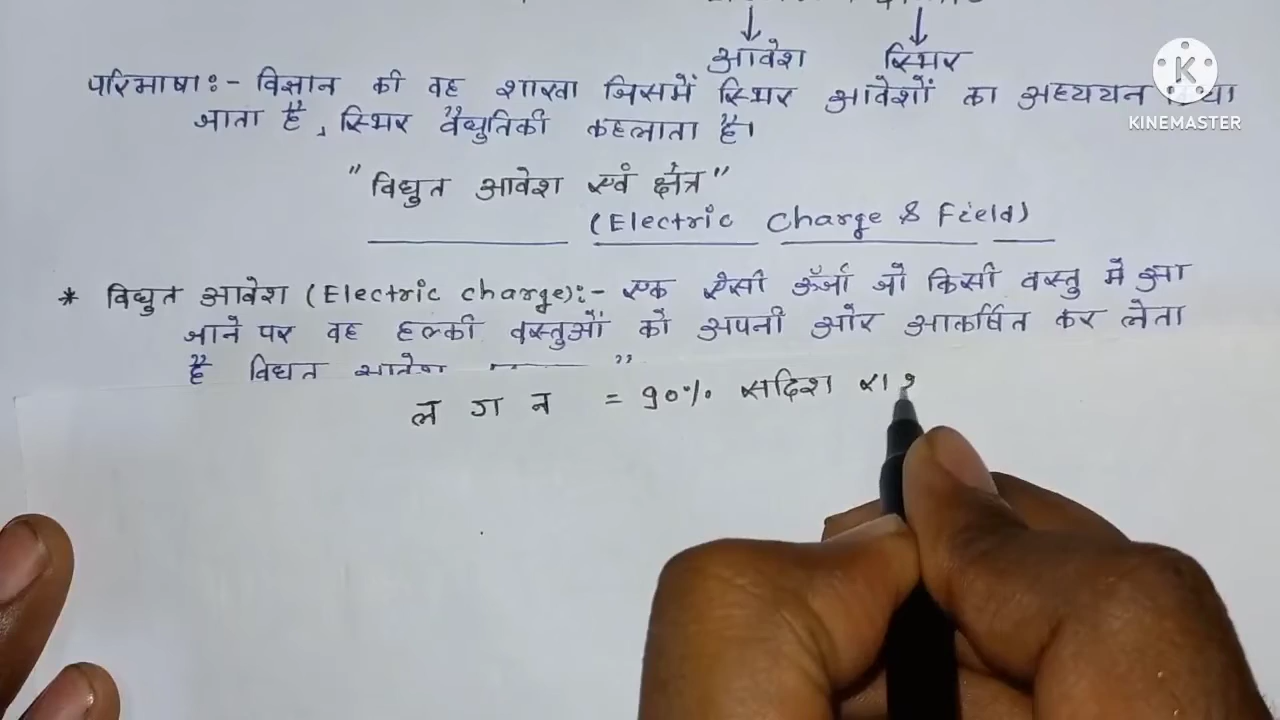 आवेश स्थिर
परिभाषा:- विज्ञान की वह शाखा जिसमें स्थिर आवेशों का अध्ययन किया
जाता है, स्थिर वैद्युतिकी कहलाता है।
KINEMASTER
"विद्युत आवेश एवं क्षेत्र"
(Electric Charge & Field)
* विद्युत आवेश (Electric charge):- एक ऐसी ऊर्जा जो किसी वस्तु मे आ
जाने पर वह हल्की वस्तुओं को अपनी ओर आकर्षित कर लेता
है विद्युत आवेश ——— "
ल ग न = 90% सदिश